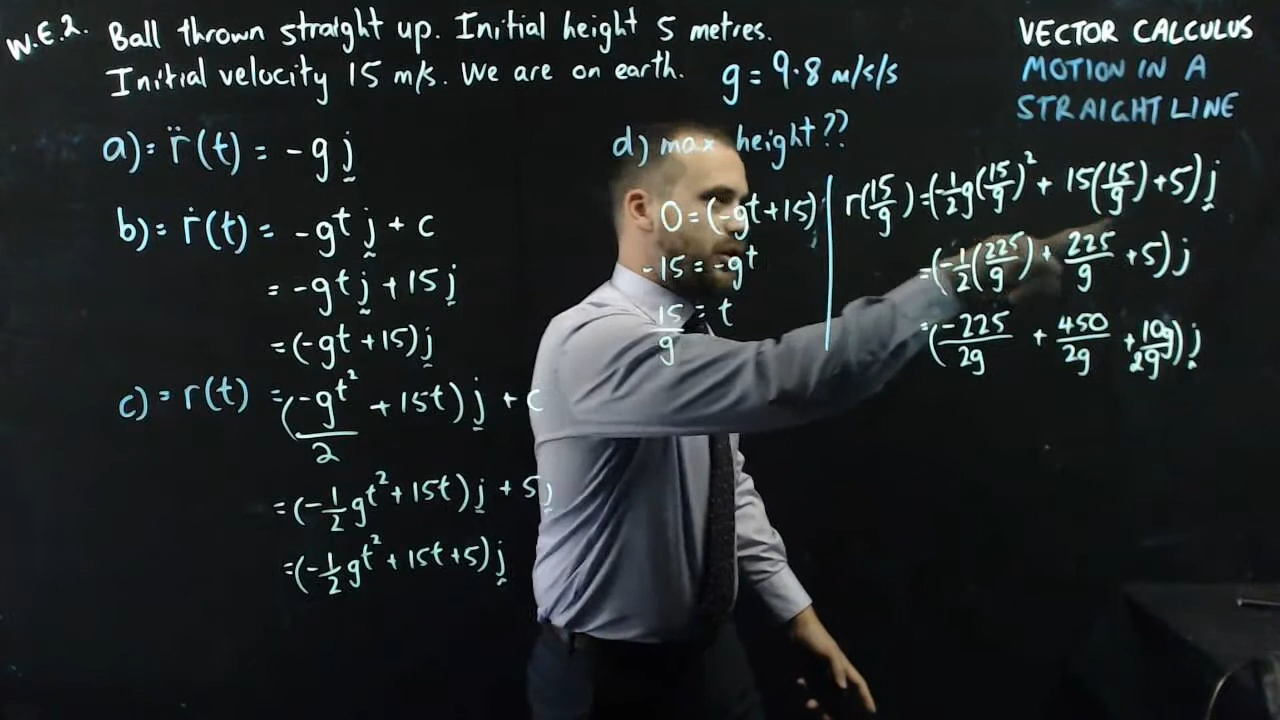 W.E.2. Ball thrown straight up. Initial height 5 metres.
Initial velocity 15 m/s. We are on earth. g = 9.8 m/s/s
VECTOR CALCULUS
MOTION IN A
STRAIGHT LINE
a) = r̈(t) = -g j
b) = ṙ(t) = -gt j + c
= -gt j + 15 j
= (-gt + 15) j
c) = r(t) = (-gt²/2 + 15t) j + c
= (-1/2 gt² + 15t) j + 5 j
= (-1/2 gt² + 15t + 5) j
d) max height??
0 = (-gt + 15) j
-15 = -gt
15/g = t
r(15/g) = (-1/2 g(15/g)² + 15(15/g) + 5) j
= (-1/2 (225/g) + 225/g + 5) j
= (-225/2g + 450/2g + 10g/2g) j